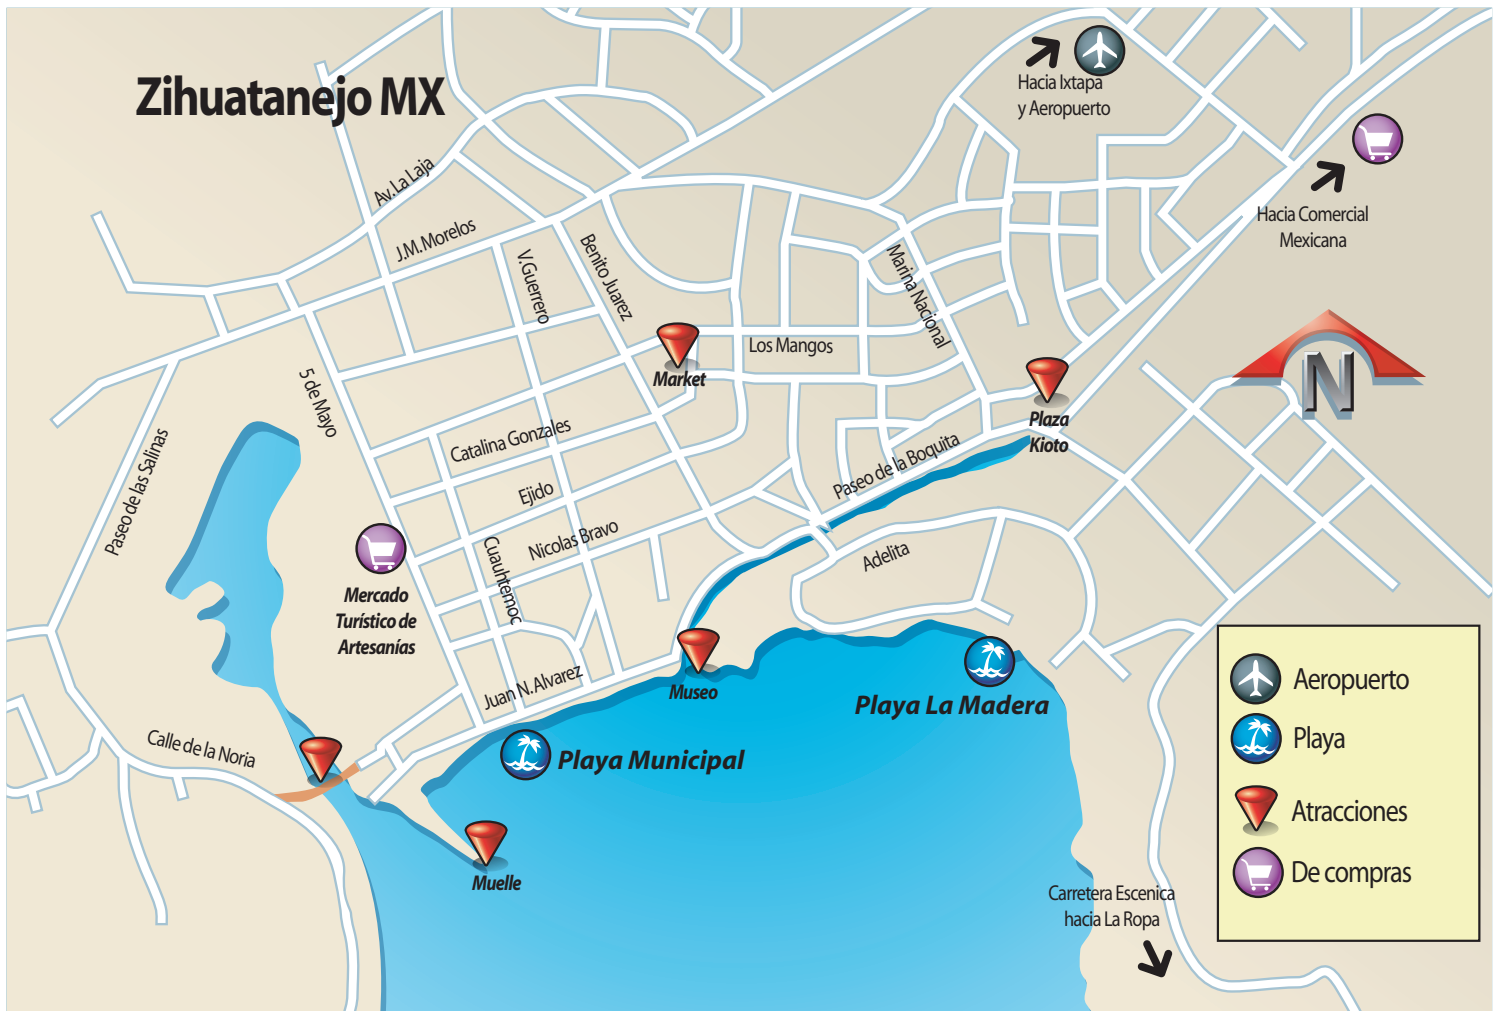 Zihuatanejo MX
Hacia Ixtapa
y Aeropuerto
Hacia Comercial
Mexicana
Av. La Laja
J.M. Morelos
V. Guerrero
Benito Juarez
Marina Nacional
Los Mangos
Market
5 de Mayo
Plaza
Kioto
N
Paseo de las Salinas
Catalina Gonzales
Ejido
Nicolas Bravo
Paseo de la Boquita
Cuauhtemoc
Adelita
Mercado
Turístico de
Artesanías
Juan N. Alvarez
Museo
Playa La Madera
Calle de la Noria
Playa Municipal
Muelle
Carretera Escenica
hacia La Ropa
Aeropuerto
Playa
Atracciones
De compras